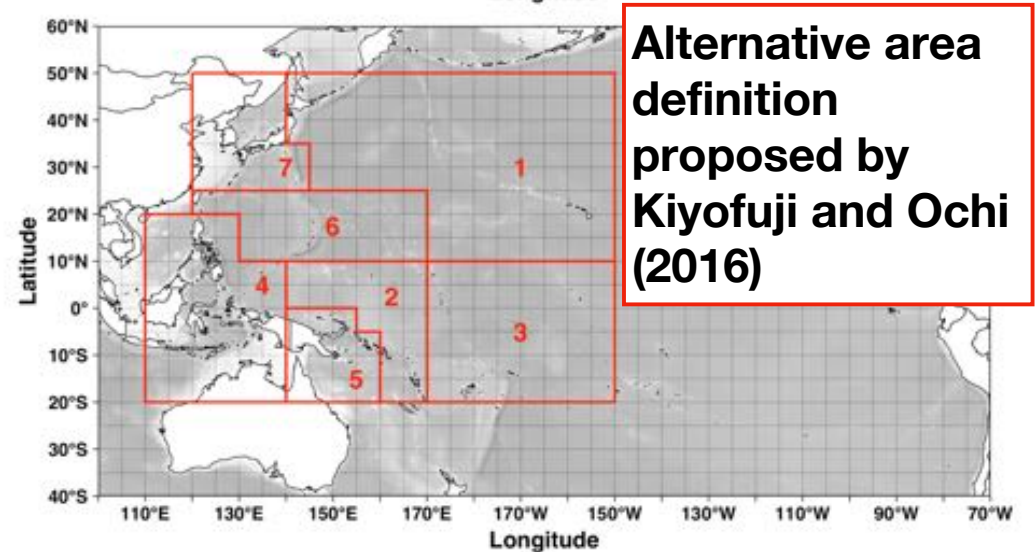 Alternative area
definition
proposed by
Kiyofuji and Ochi
(2016)
60°N
50°N
40°N
30°N
20°N
10°N
0°
10°S
20°S
30°S
40°S
Latitude
7
1
6
4
2
3
5
110°E 130°E 150°E 170°E 170°W 150°W 130°W 110°W 90°W 70°W
Longitude